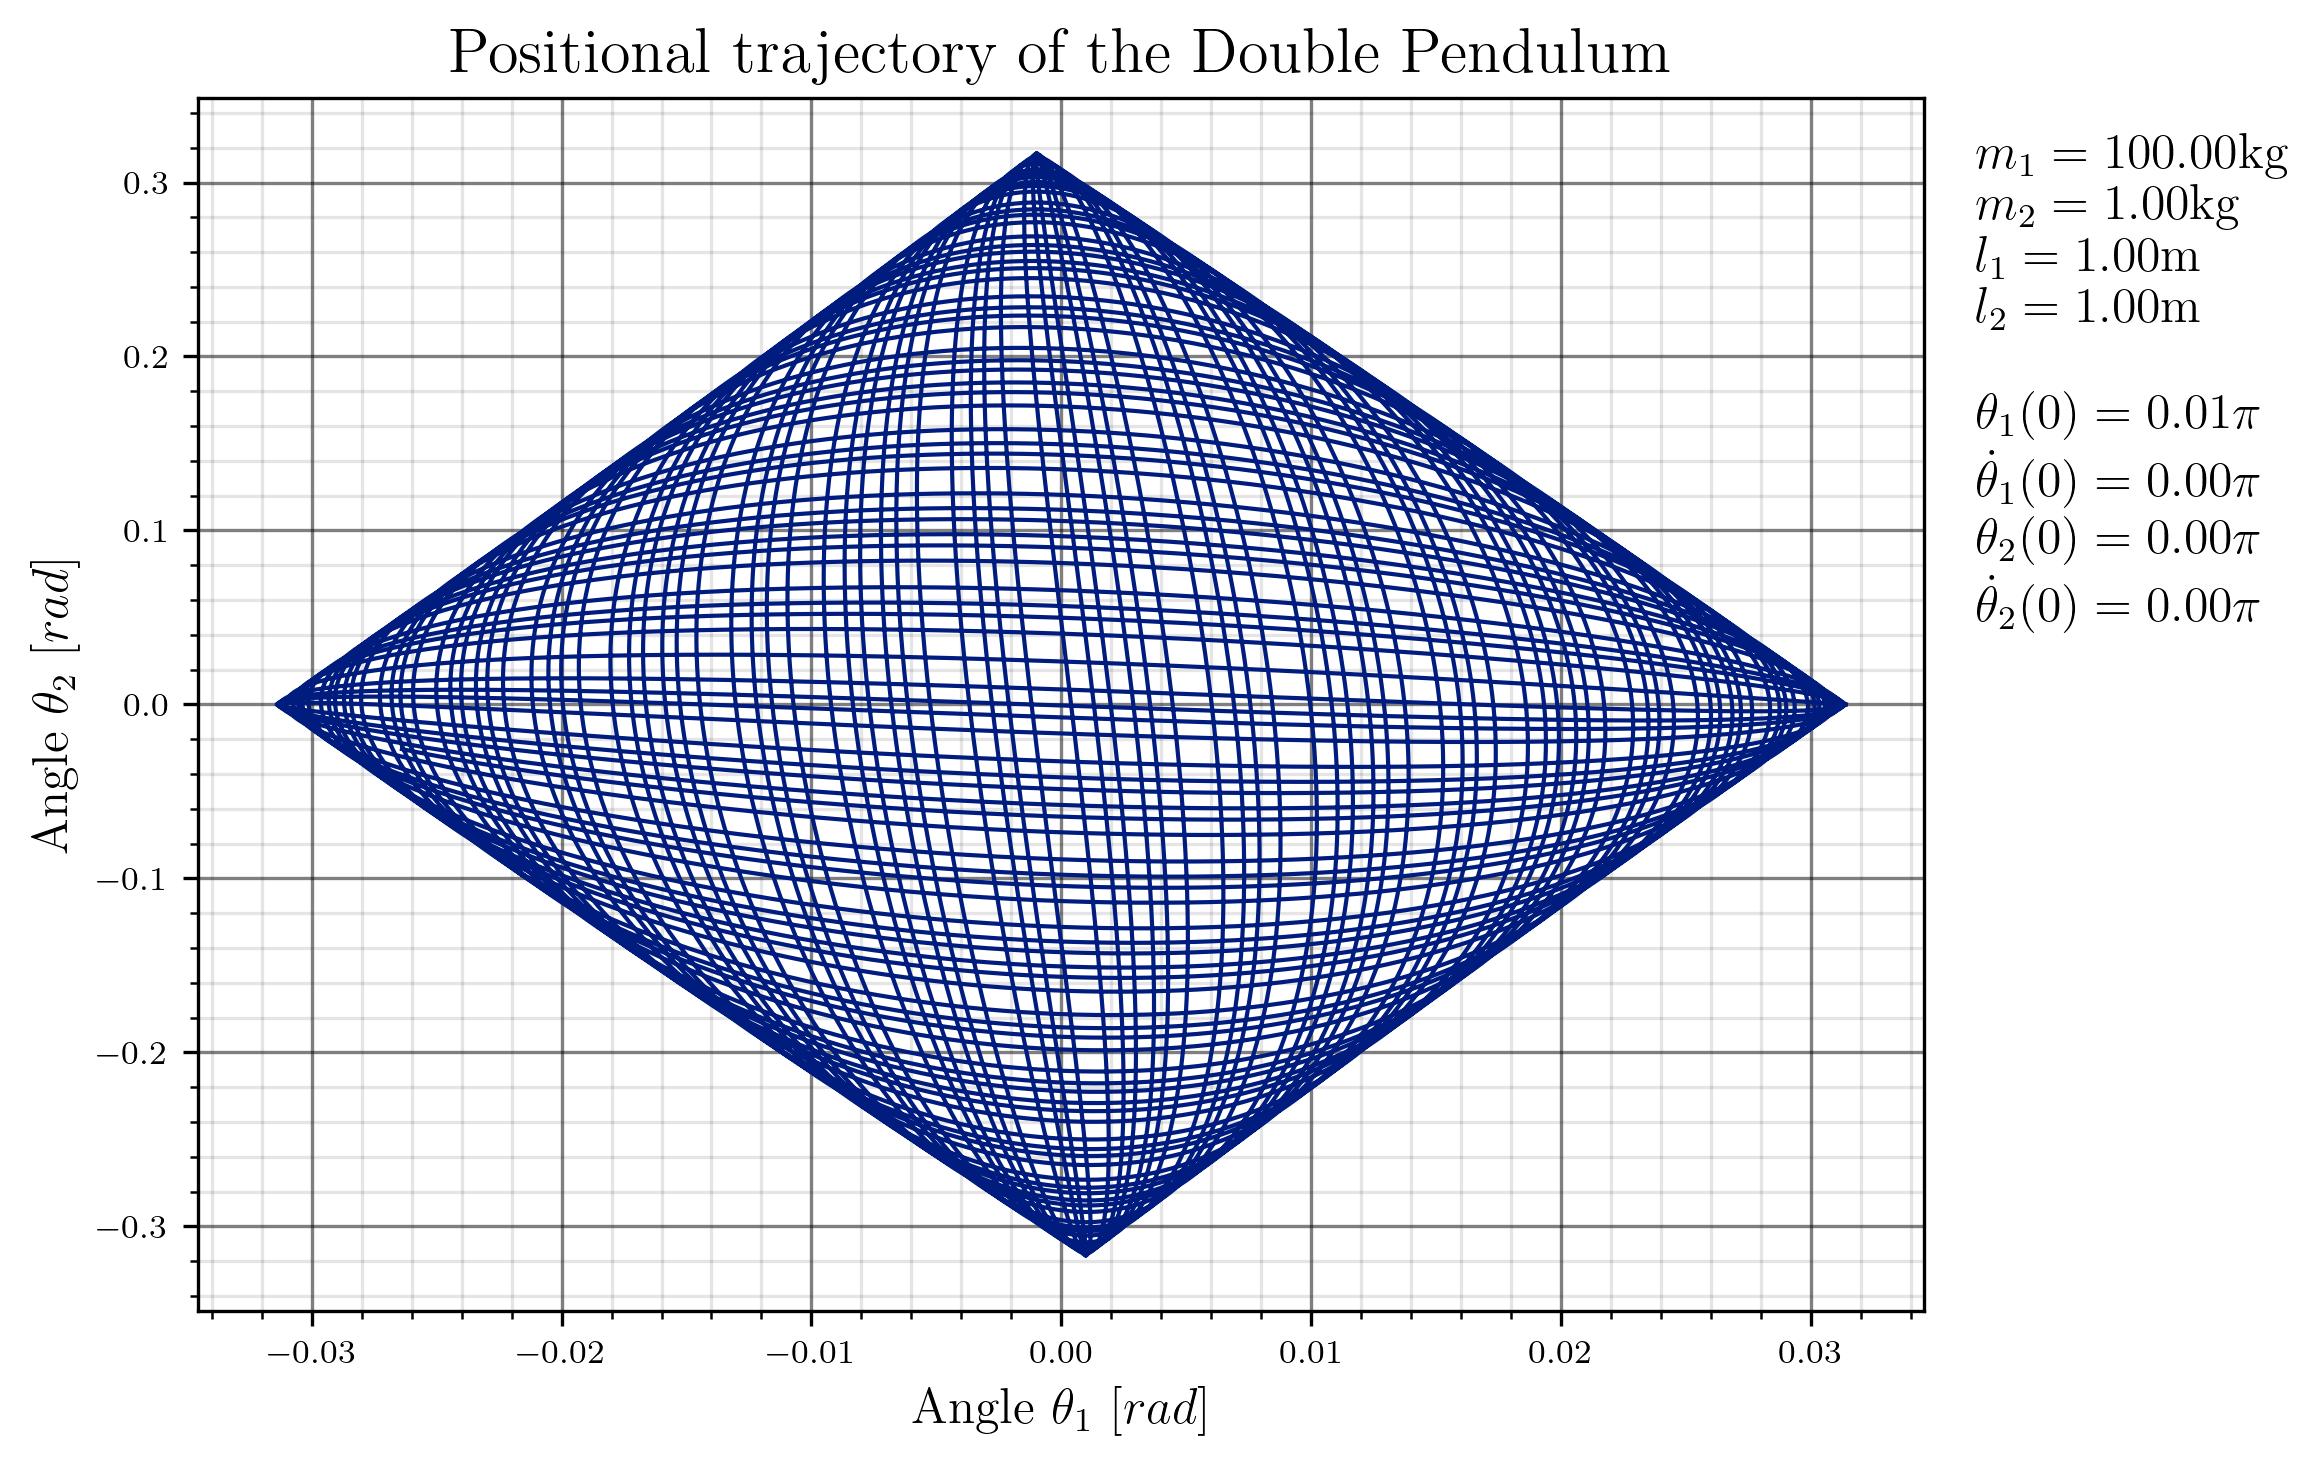 Positional trajectory of the Double Pendulum
m₁ = 100.00kg
m₂ = 1.00kg
l₁ = 1.00m
l₂ = 1.00m
θ₁(0) = 0.01π
θ̇₁(0) = 0.00π
θ₂(0) = 0.00π
θ̇₂(0) = 0.00π
Angle θ₂ [rad]
0.3
0.2
0.1
0.0
−0.1
−0.2
−0.3
−0.03 −0.02 −0.01 0.00 0.01 0.02 0.03
Angle θ₁ [rad]